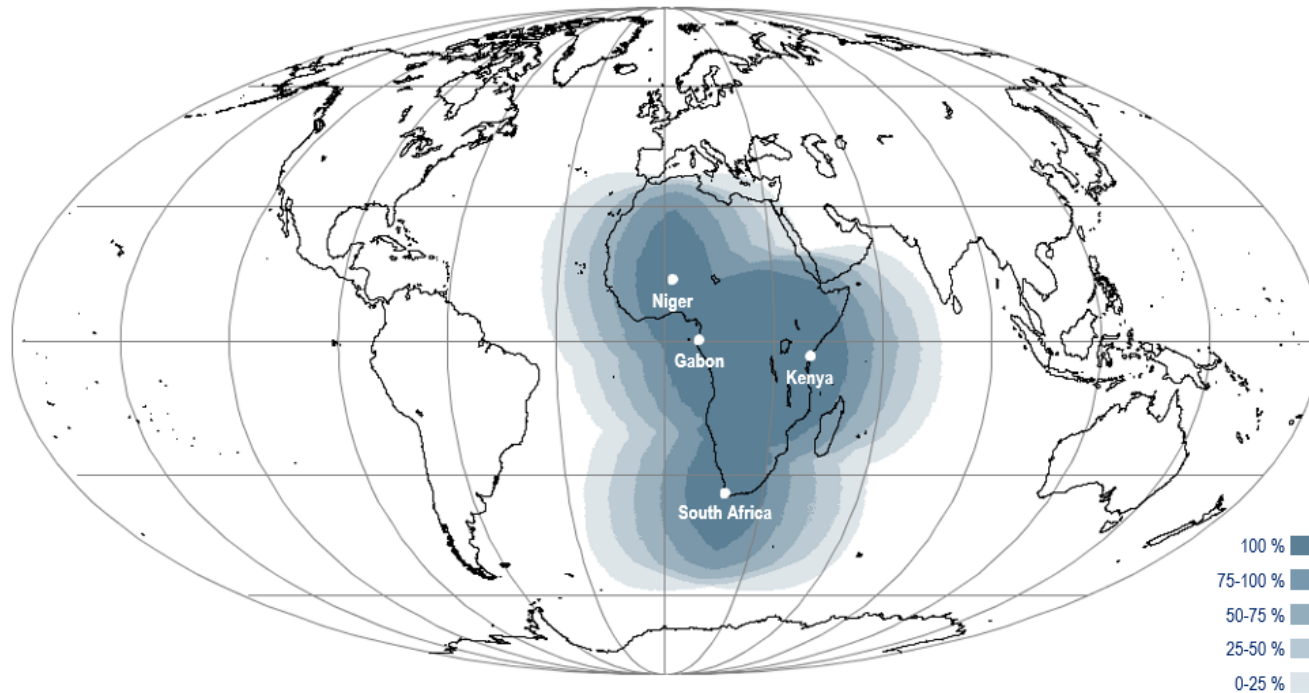 Niger
Gabon
Kenya
South Africa
100 %
75-100 %
50-75 %
25-50 %
0-25 %